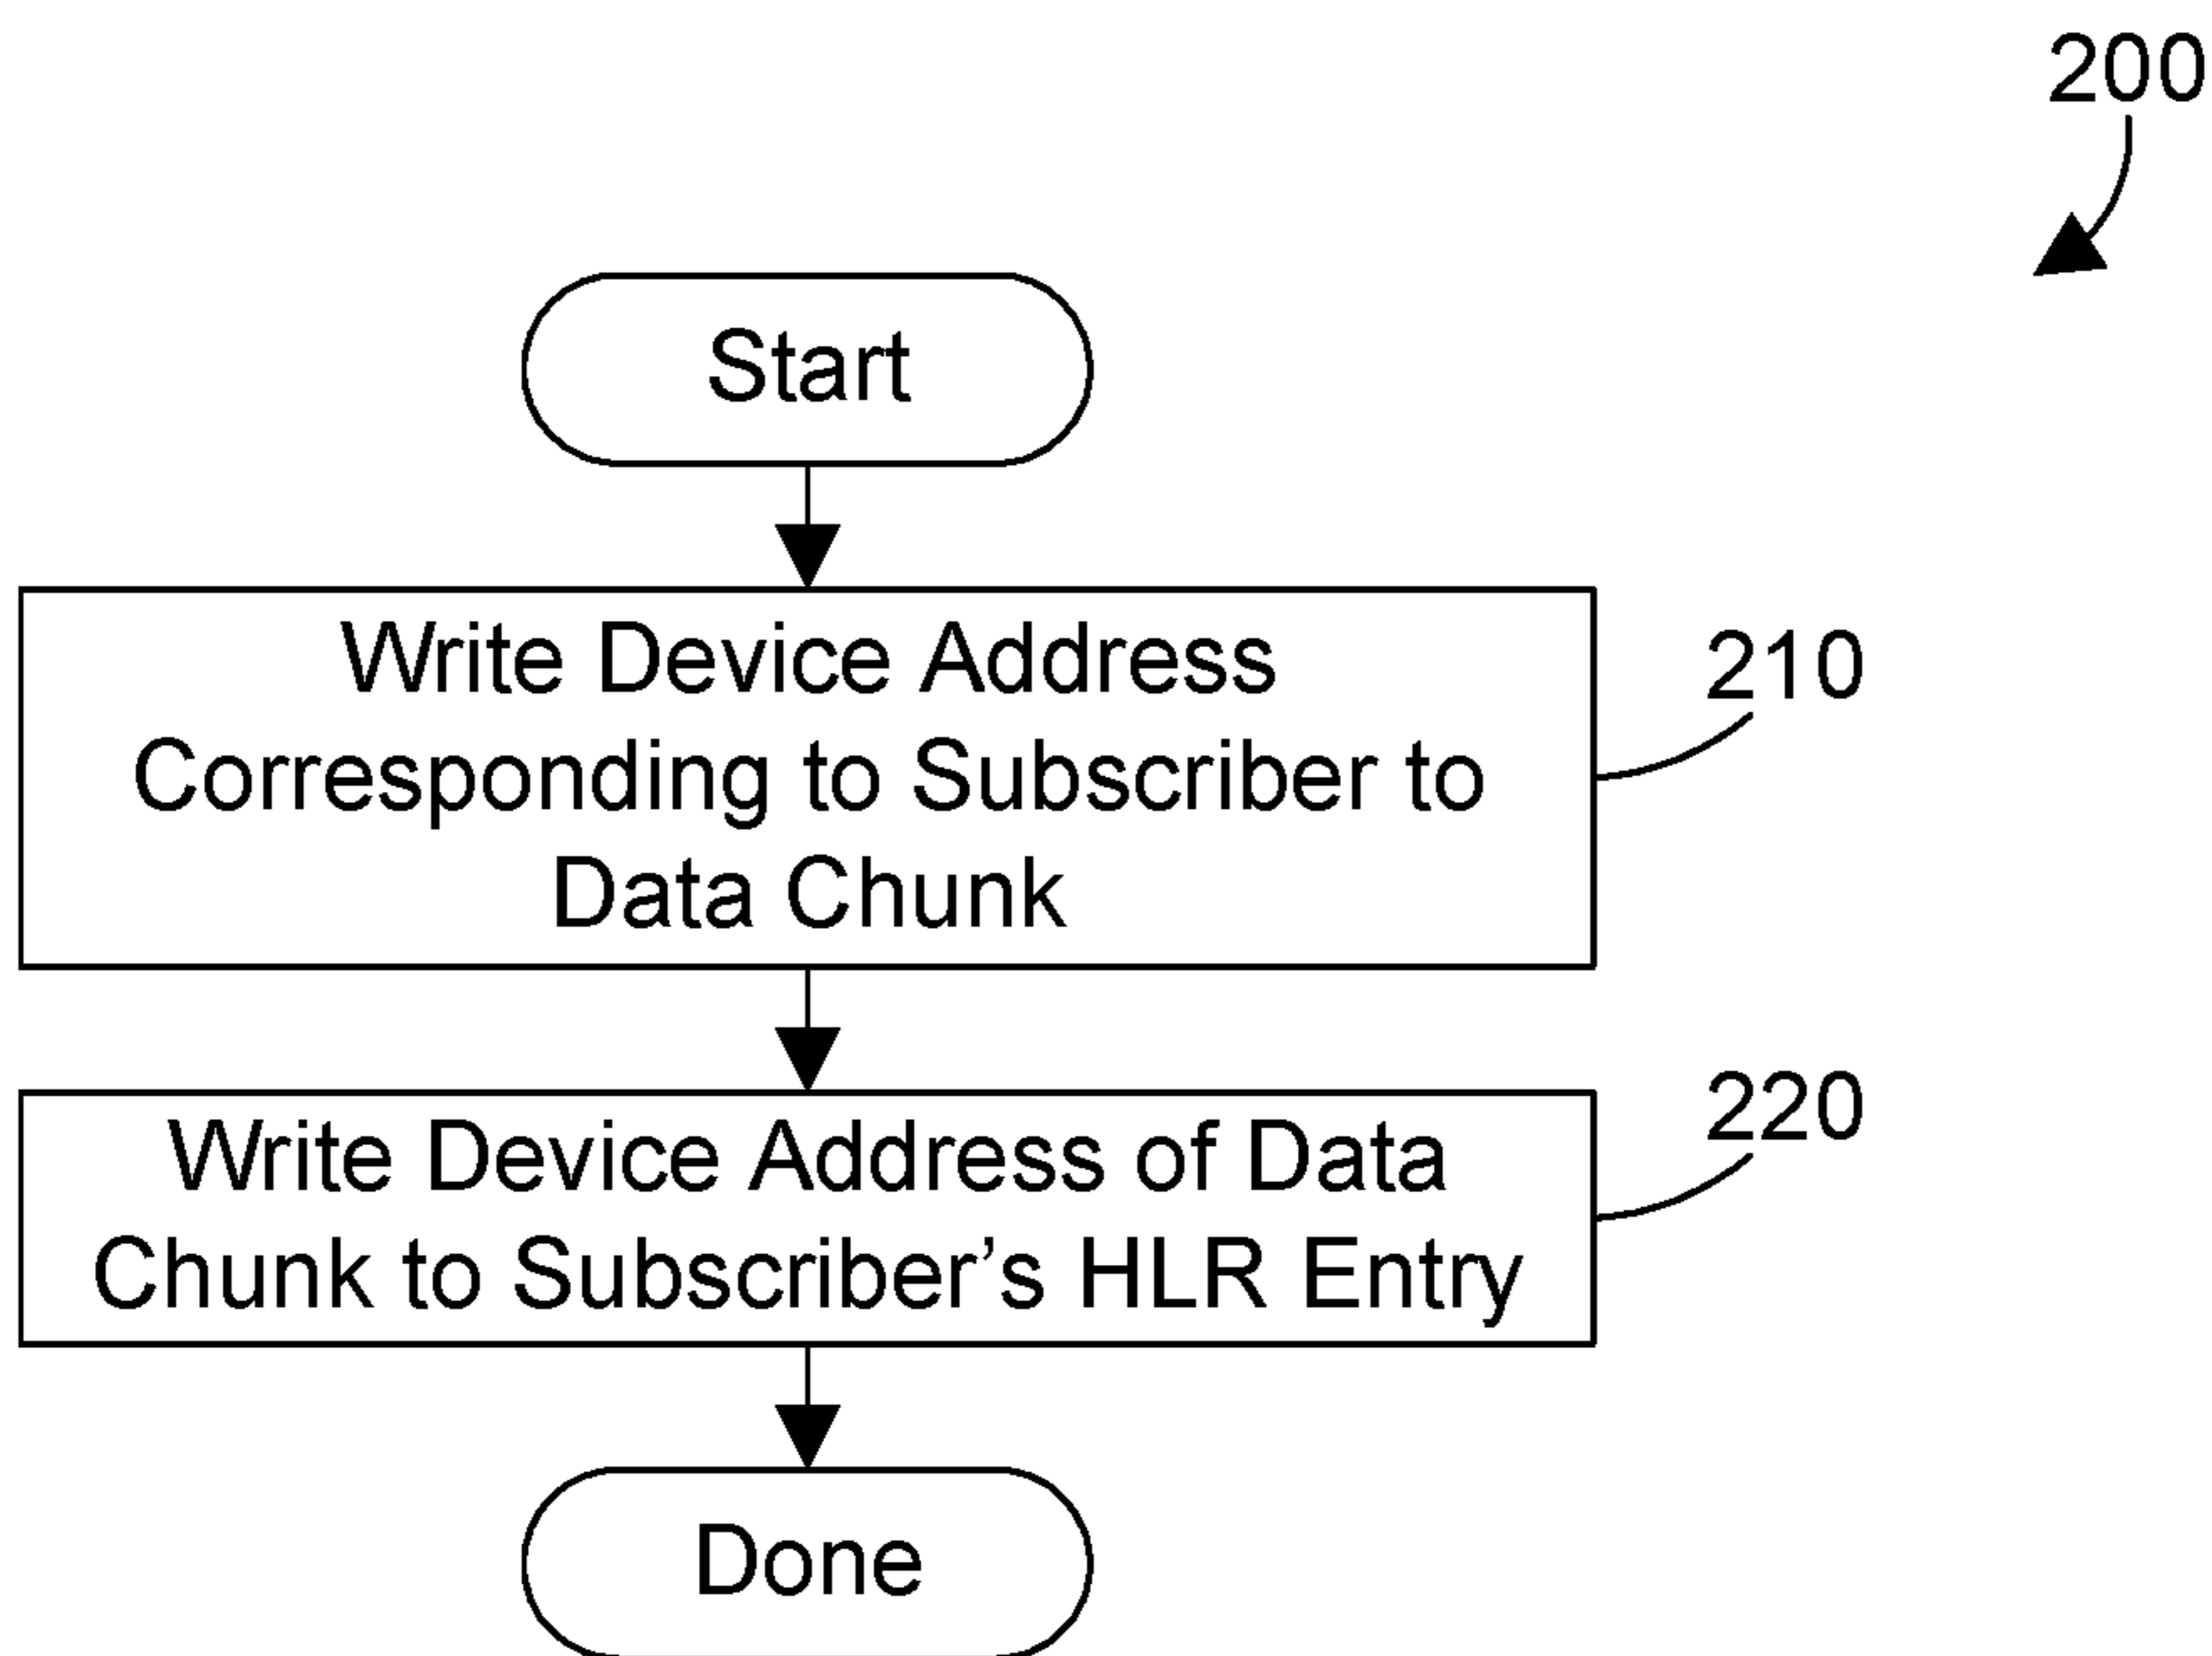 200
Start
Write Device Address
Corresponding to Subscriber to
Data Chunk
210
Write Device Address of Data
Chunk to Subscriber's HLR Entry
220
Done